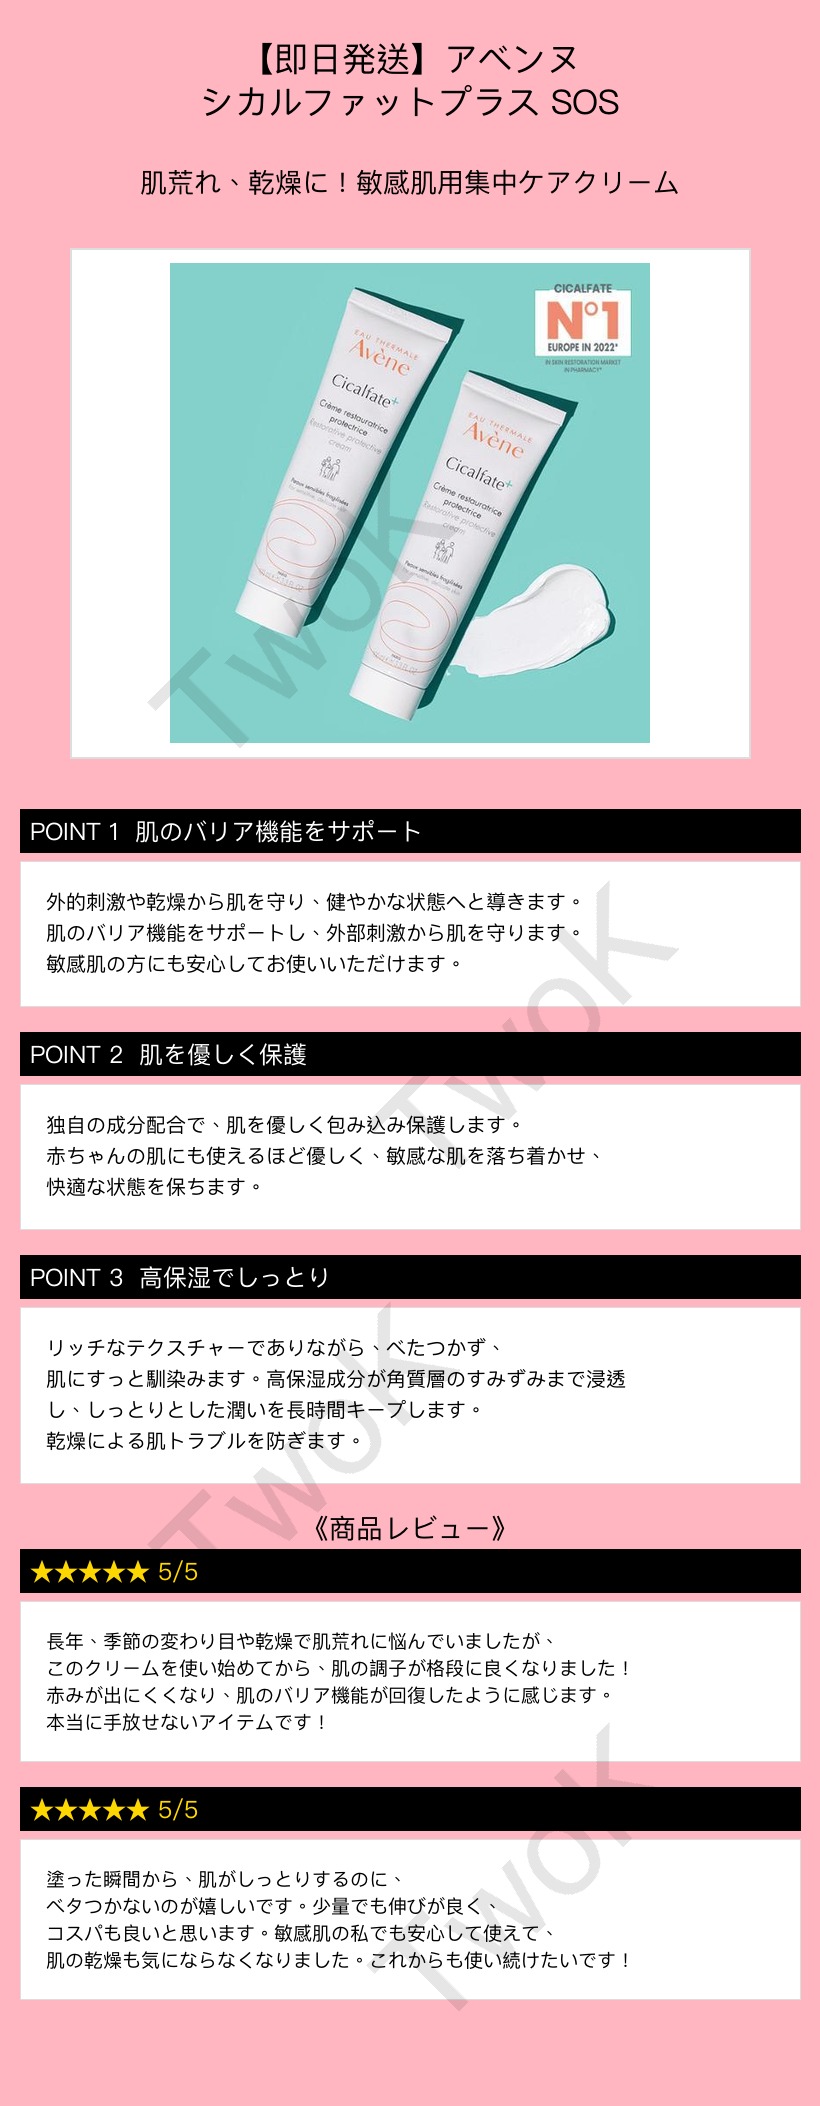 【即日発送】アベンヌ
シカルファットプラス SOS
肌荒れ、乾燥に！敏感肌用集中ケアクリーム
CICALFATE
N°1
EUROPE IN 2022*
IN SKIN RESTORATION MARKET
IN PHARMACY*
EAU THERMALE
Avène
Cicalfate+
Crème restauratrice
protectrice
Restorative protective
cream
Peaux sensibles fragilisées
EAU THERMALE
Avène
Cicalfate+
Crème restauratrice
protectrice
Restorative protective
cream
Peaux sensibles fragilisées
PARIS
TwoK
POINT 1 肌のバリア機能をサポート
外的刺激や乾燥から肌を守り、健やかな状態へと導きます。
肌のバリア機能をサポートし、外部刺激から肌を守ります。
敏感肌の方にも安心してお使いいただけます。
TwoK
POINT 2 肌を優しく保護
独自の成分配合で、肌を優しく包み込み保護します。
赤ちゃんの肌にも使えるほど優しく、敏感な肌を落ち着かせ、
快適な状態を保ちます。
POINT 3 高保湿でしっとり
リッチなテクスチャーでありながら、べたつかず、
肌にすっと馴染みます。高保湿成分が角質層のすみずみまで浸透
し、しっとりとした潤いを長時間キープします。
乾燥による肌トラブルを防ぎます。
TwoK
《商品レビュー》
★★★★★ 5/5
長年、季節の変わり目や乾燥で肌荒れに悩んでいましたが、
このクリームを使い始めてから、肌の調子が格段に良くなりました！
赤みが出にくくなり、肌のバリア機能が回復したように感じます。
本当に手放せないアイテムです！
★★★★★ 5/5
塗った瞬間から、肌がしっとりするのに、
ベタつかないのが嬉しいです。少量でも伸びが良く、
コスパも良いと思います。敏感肌の私でも安心して使えて、
肌の乾燥も気にならなくなりました。これからも使い続けたいです！
TwoK